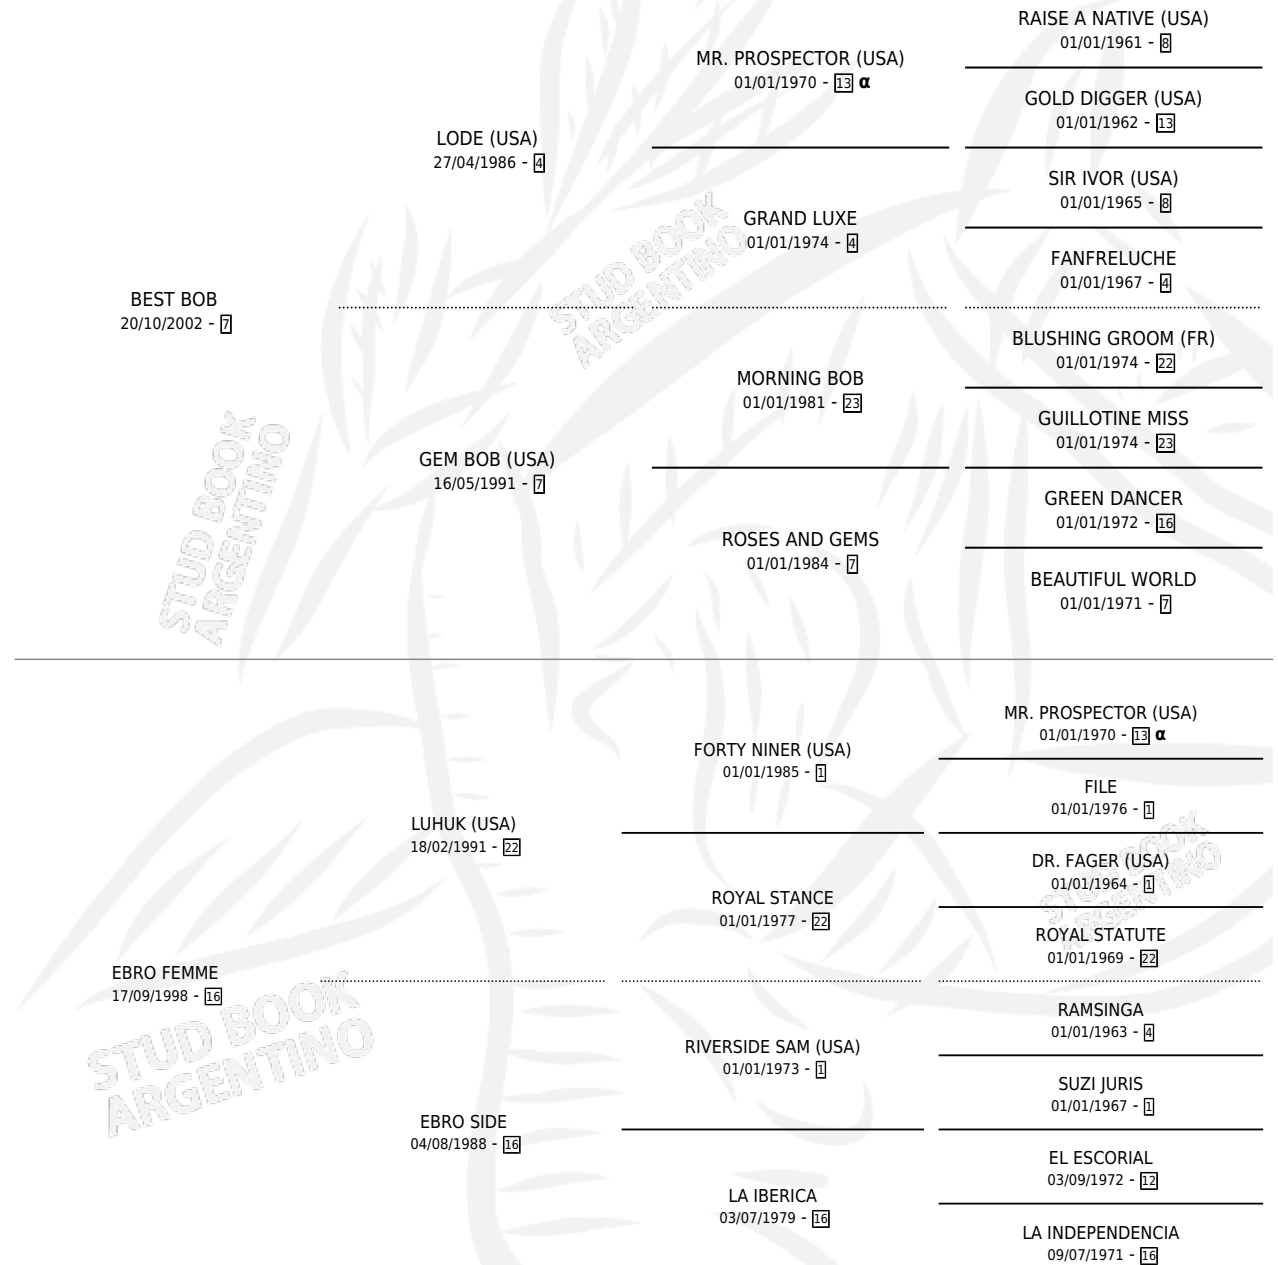 RAISE A NATIVE (USA)
01/01/1961 - 8
MR. PROSPECTOR (USA)
01/01/1970 - 13 α
GOLD DIGGER (USA)
01/01/1962 - 13
LODE (USA)
27/04/1986 - 4
SIR IVOR (USA)
01/01/1965 - 8
GRAND LUXE
01/01/1974 - 4
FANFRELUCHE
01/01/1967 - 4
STUD BOOK
ARGENTINO
BEST BOB
20/10/2002 - 7
BLUSHING GROOM (FR)
01/01/1974 - 22
MORNING BOB
01/01/1981 - 23
GUILLOTINE MISS
01/01/1974 - 23
GEM BOB (USA)
16/05/1991 - 7
GREEN DANCER
01/01/1972 - 16
ROSES AND GEMS
01/01/1984 - 7
BEAUTIFUL WORLD
01/01/1971 - 7
STUD BOOK
ARGENTINO
MR. PROSPECTOR (USA)
01/01/1970 - 13 α
FORTY NINER (USA)
01/01/1985 - 1
FILE
01/01/1976 - 1
LUHUK (USA)
18/02/1991 - 22
DR. FAGER (USA)
01/01/1964 - 1
ROYAL STANCE
01/01/1977 - 22
ROYAL STATUTE
01/01/1969 - 22
STUD BOOK
ARGENTINO
EBRO FEMME
17/09/1998 - 16
RAMSINGA
01/01/1963 - 4
RIVERSIDE SAM (USA)
01/01/1973 - 1
SUZI JURIS
01/01/1967 - 1
STUD BOOK
ARGENTINO
EBRO SIDE
04/08/1988 - 16
EL ESCORIAL
03/09/1972 - 12
LA IBERICA
03/07/1979 - 16
LA INDEPENDENCIA
09/07/1971 - 16